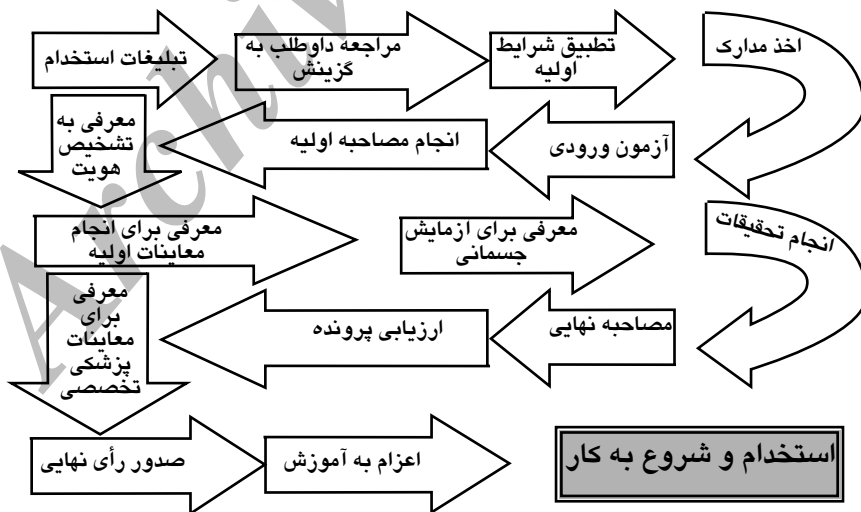 تبلیغات استخدام
مراجعه داوطلب به
گزینش
تطبیق شرایط
اولیه
اخذ مدارک
آزمون ورودی
انجام مصاحبه اولیه
معرفی به
تشخیص
هویت
معرفی برای انجام
معاینات اولیه
معرفی برای ازمایش
جسمانی
انجام تحقیقات
مصاحبه نهایی
ارزیابی پرونده
معرفی
برای
معاینات
پزشکی
تخصصی
صدور رأی نهایی
اعزام به آموزش
استخدام و شروع به کار